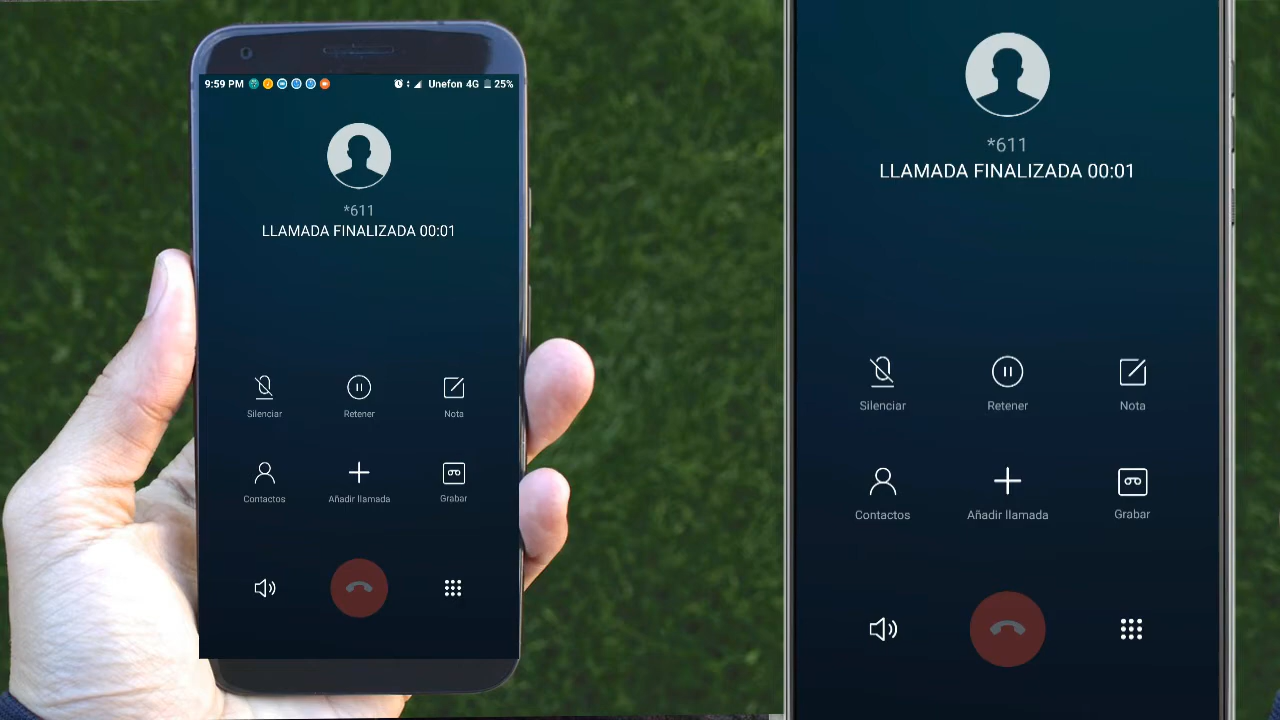 9:59 PM Unefon 4G 25%
*611
LLAMADA FINALIZADA 00:01
Silenciar Retener Nota
Contactos Añadir llamada Grabar
*611
LLAMADA FINALIZADA 00:01
Silenciar Retener Nota
Contactos Añadir llamada Grabar